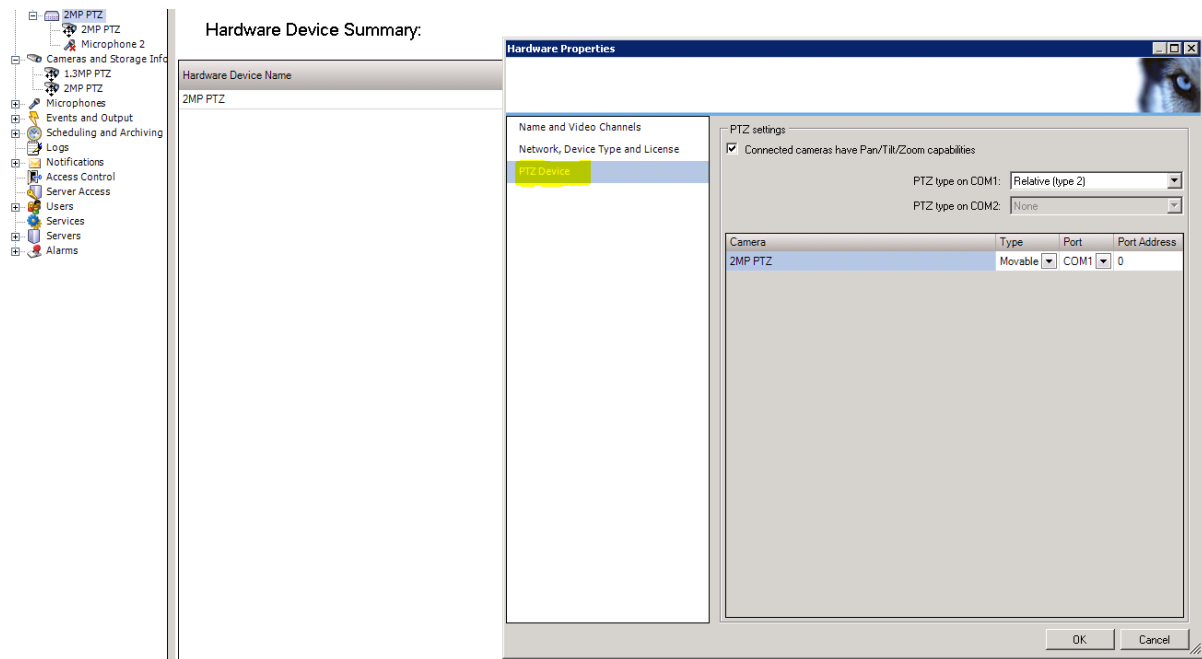 2MP PTZ
2MP PTZ
Microphone 2
Cameras and Storage Info
1.3MP PTZ
2MP PTZ
Microphones
Events and Output
Scheduling and Archiving
Logs
Notifications
Access Control
Server Access
Users
Services
Servers
Alarms
Hardware Device Summary:
Hardware Device Name
2MP PTZ
Hardware Properties
Name and Video Channels
Network, Device Type and License
PTZ Device
PTZ settings
Connected cameras have Pan/Tilt/Zoom capabilities
PTZ type on COM1: Relative (type 2)
PTZ type on COM2: None
Camera Type Port Port Address
2MP PTZ Movable COM1 0
OK Cancel